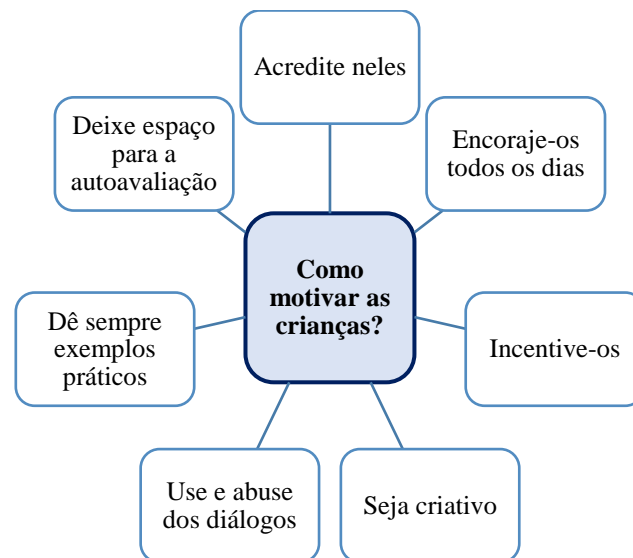 Acredite neles
Encoraje-os
todos os dias
Incentive-os
Seja criativo
Use e abuse
dos diálogos
Dê sempre
exemplos
práticos
Deixe espaço
para a
autoavaliação
Como
motivar as
crianças?